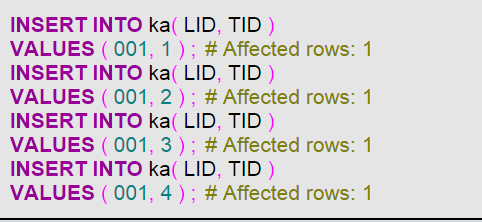 INSERT INTO ka( LID, TID )
VALUES ( 001, 1 ) ; # Affected rows: 1
INSERT INTO ka( LID, TID )
VALUES ( 001, 2 ) ; # Affected rows: 1
INSERT INTO ka( LID, TID )
VALUES ( 001, 3 ) ; # Affected rows: 1
INSERT INTO ka( LID, TID )
VALUES ( 001, 4 ) ; # Affected rows: 1